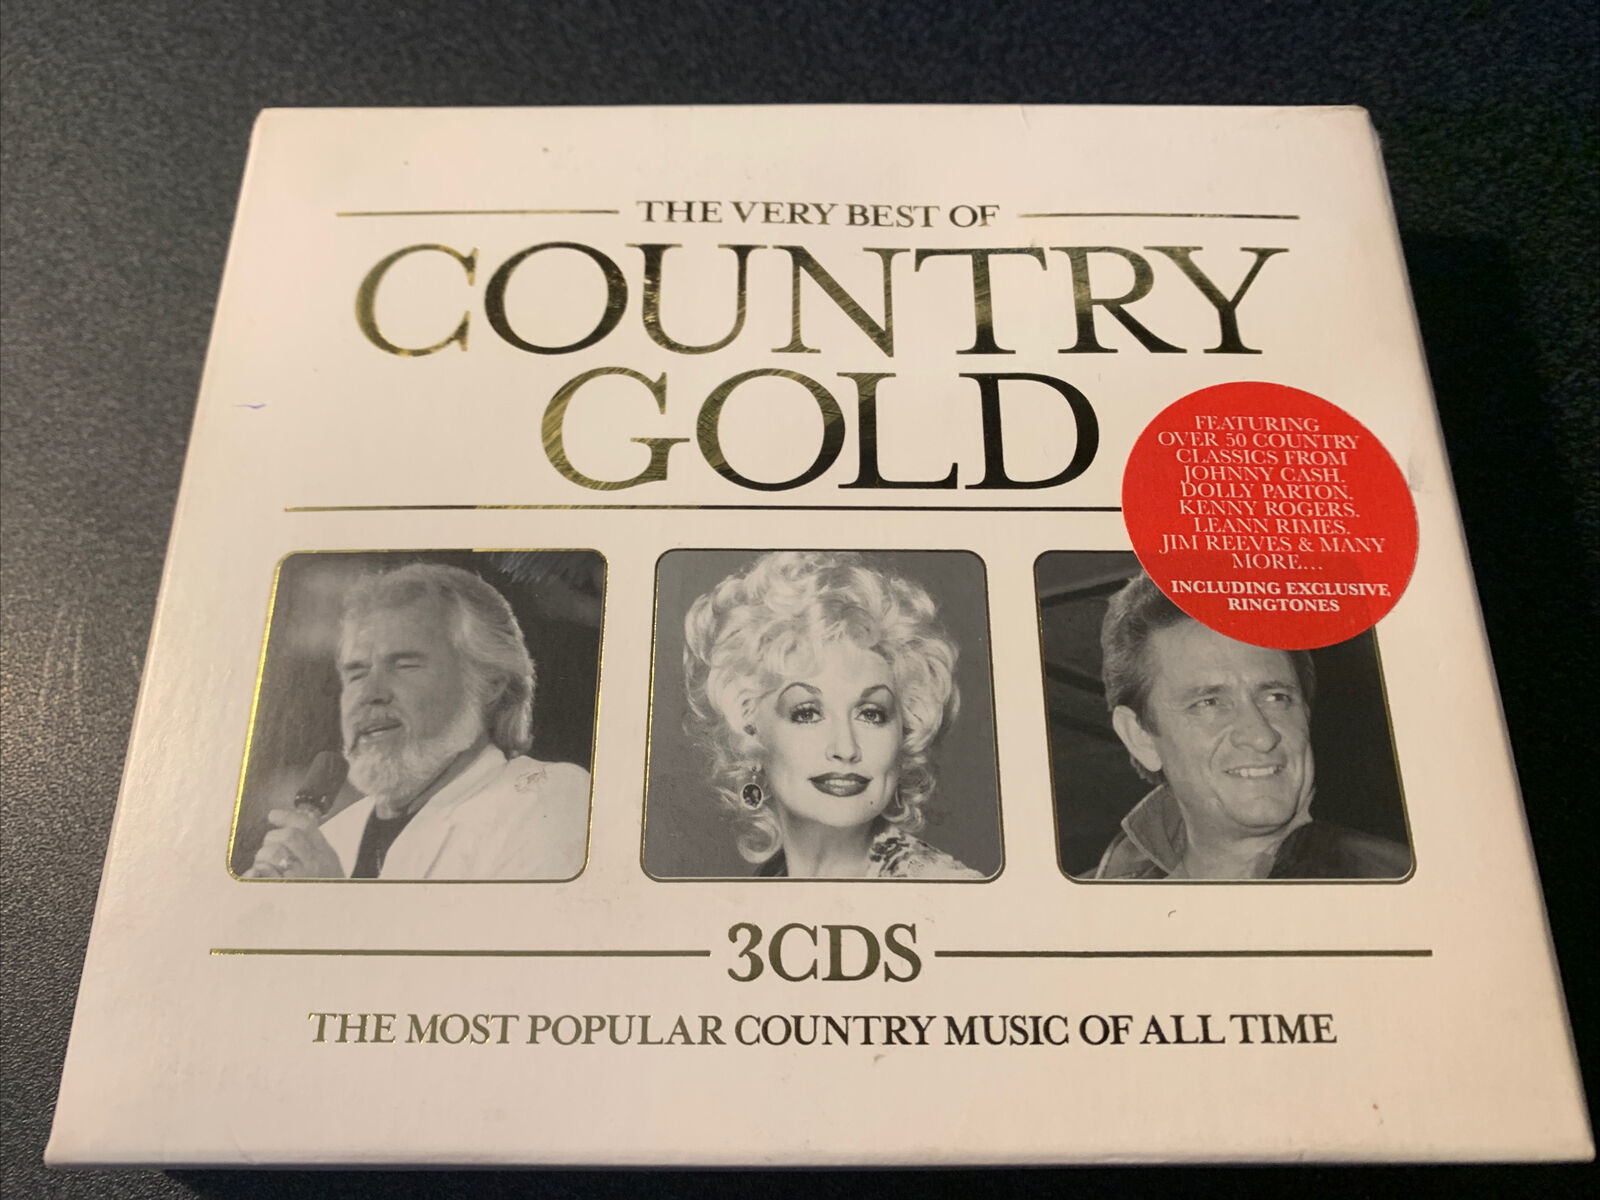 THE VERY BEST OF
COUNTRY
GOLD
FEATURING
OVER 50 COUNTRY
CLASSICS FROM
JOHNNY CASH.
DOLLY PARTON.
KENNY ROGERS.
LEANN RIMES.
JIM REEVES & MANY
MORE...
INCLUDING EXCLUSIVE
RINGTONES
3CDS
THE MOST POPULAR COUNTRY MUSIC OF ALL TIME